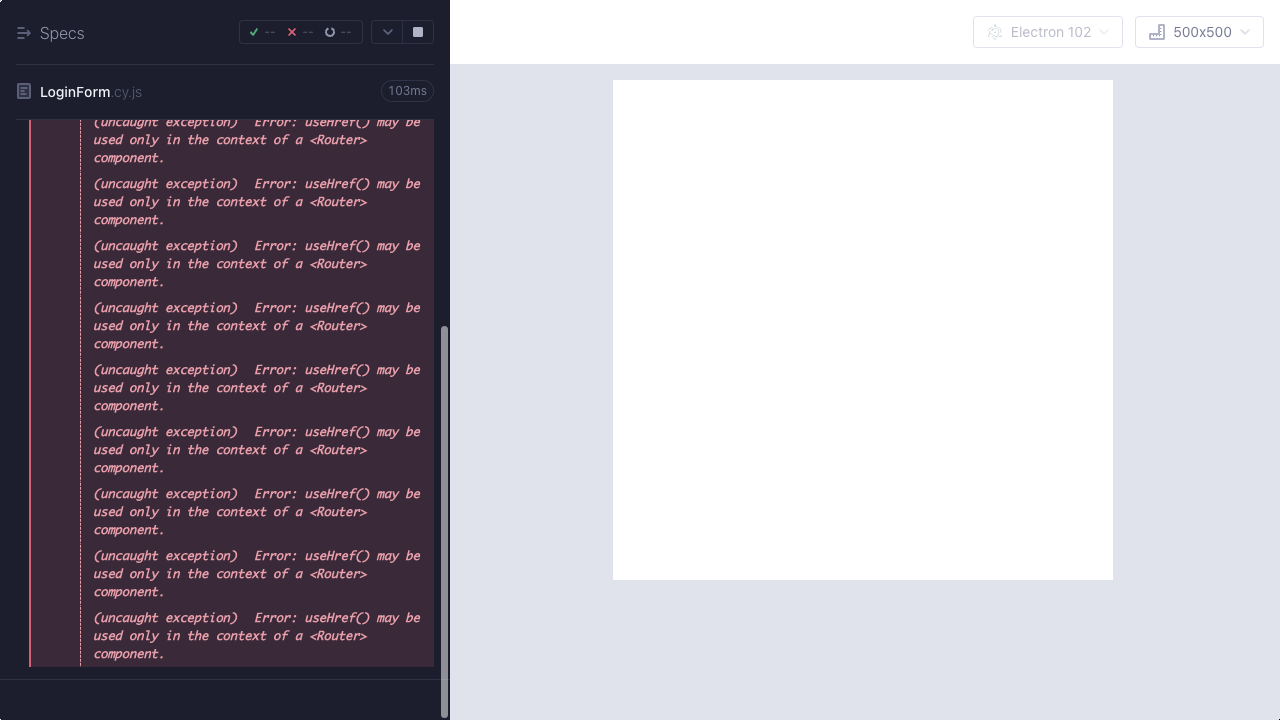 Specs
-- -- --
LoginForm.cy.js
103ms
(uncaught exception) Error: useHref() may be
used only in the context of a <Router>
component.
(uncaught exception) Error: useHref() may be
used only in the context of a <Router>
component.
(uncaught exception) Error: useHref() may be
used only in the context of a <Router>
component.
(uncaught exception) Error: useHref() may be
used only in the context of a <Router>
component.
(uncaught exception) Error: useHref() may be
used only in the context of a <Router>
component.
(uncaught exception) Error: useHref() may be
used only in the context of a <Router>
component.
(uncaught exception) Error: useHref() may be
used only in the context of a <Router>
component.
(uncaught exception) Error: useHref() may be
used only in the context of a <Router>
component.
(uncaught exception) Error: useHref() may be
used only in the context of a <Router>
component.
Electron 102
500x500